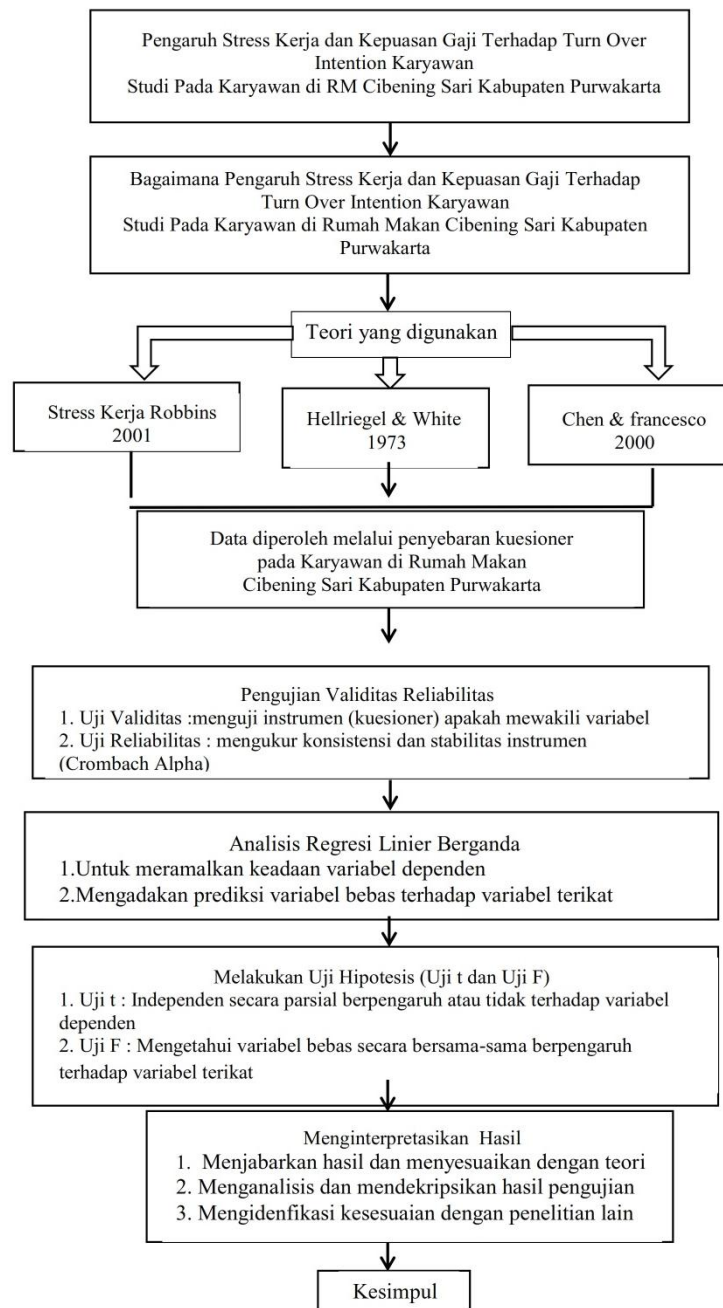 Pengaruh Stress Kerja dan Kepuasan Gaji Terhadap Turn Over
Intention Karyawan
Studi Pada Karyawan di RM Cibening Sari Kabupaten Purwakarta
Bagaimana Pengaruh Stress Kerja dan Kepuasan Gaji Terhadap
Turn Over Intention Karyawan
Studi Pada Karyawan di Rumah Makan Cibening Sari Kabupaten
Purwakarta
Teori yang digunakan
Stress Kerja Robbins
2001
Hellriegel & White
1973
Chen & francesco
2000
Data diperoleh melalui penyebaran kuesioner
pada Karyawan di Rumah Makan
Cibening Sari Kabupaten Purwakarta
Pengujian Validitas Reliabilitas
1. Uji Validitas :menguji instrumen (kuesioner) apakah mewakili variabel
2. Uji Reliabilitas : mengukur konsistensi dan stabilitas instrumen
(Crombach Alpha)
Analisis Regresi Linier Berganda
1.Untuk meramalkan keadaan variabel dependen
2.Mengadakan prediksi variabel bebas terhadap variabel terikat
Melakukan Uji Hipotesis (Uji t dan Uji F)
1. Uji t : Independen secara parsial berpengaruh atau tidak terhadap variabel
dependen
2. Uji F : Mengetahui variabel bebas secara bersama-sama berpengaruh
terhadap variabel terikat
Menginterpretasikan Hasil
1. Menjabarkan hasil dan menyesuaikan dengan teori
2. Menganalisis dan mendekripsikan hasil pengujian
3. Mengidenfikasi kesesuaian dengan penelitian lain
Kesimpul